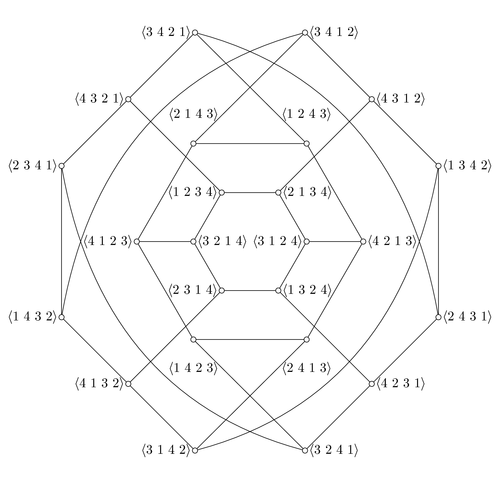 ⟨3 4 2 1⟩ ⟨3 4 1 2⟩
⟨4 3 2 1⟩ ⟨4 3 1 2⟩
⟨2 1 4 3⟩ ⟨1 2 4 3⟩
⟨2 3 4 1⟩ ⟨1 3 4 2⟩
⟨1 2 3 4⟩ ⟨2 1 3 4⟩
⟨4 1 2 3⟩ ⟨3 2 1 4⟩ ⟨3 1 2 4⟩ ⟨4 2 1 3⟩
⟨2 3 1 4⟩ ⟨1 3 2 4⟩
⟨1 4 3 2⟩ ⟨2 4 3 1⟩
⟨1 4 2 3⟩ ⟨2 4 1 3⟩
⟨4 1 3 2⟩ ⟨4 2 3 1⟩
⟨3 1 4 2⟩ ⟨3 2 4 1⟩